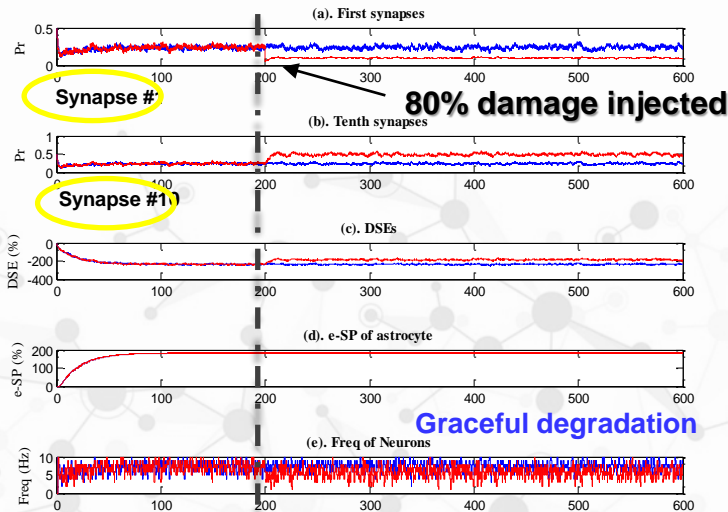 (a). First synapses
Pr
0.5
0
0 100 200 300 400 500 600
Synapse #1
80% damage injected
(b). Tenth synapses
Pr
1
0.5
0
0 100 200 300 400 500 600
Synapse #10
(c). DSEs
DSE (%)
0
-200
-400
0 100 200 300 400 500 600
(d). e-SP of astrocyte
e-SP (%)
200
100
0
0 100 200 300 400 500 600
Graceful degradation
(e). Freq of Neurons
Freq (Hz)
10
5
0
0 100 200 300 400 500 600